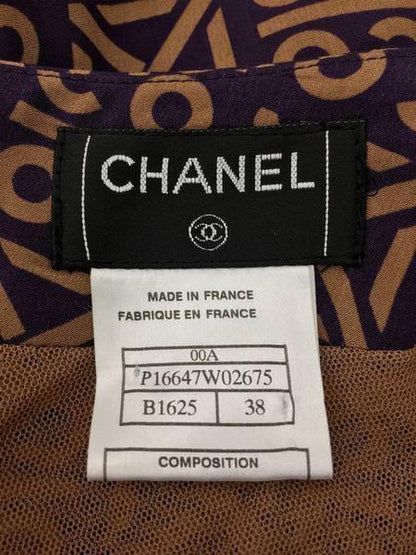 CHANEL
MADE IN FRANCE
FABRIQUE EN FRANCE
00A
P16647W02675
B1625 38
COMPOSITION